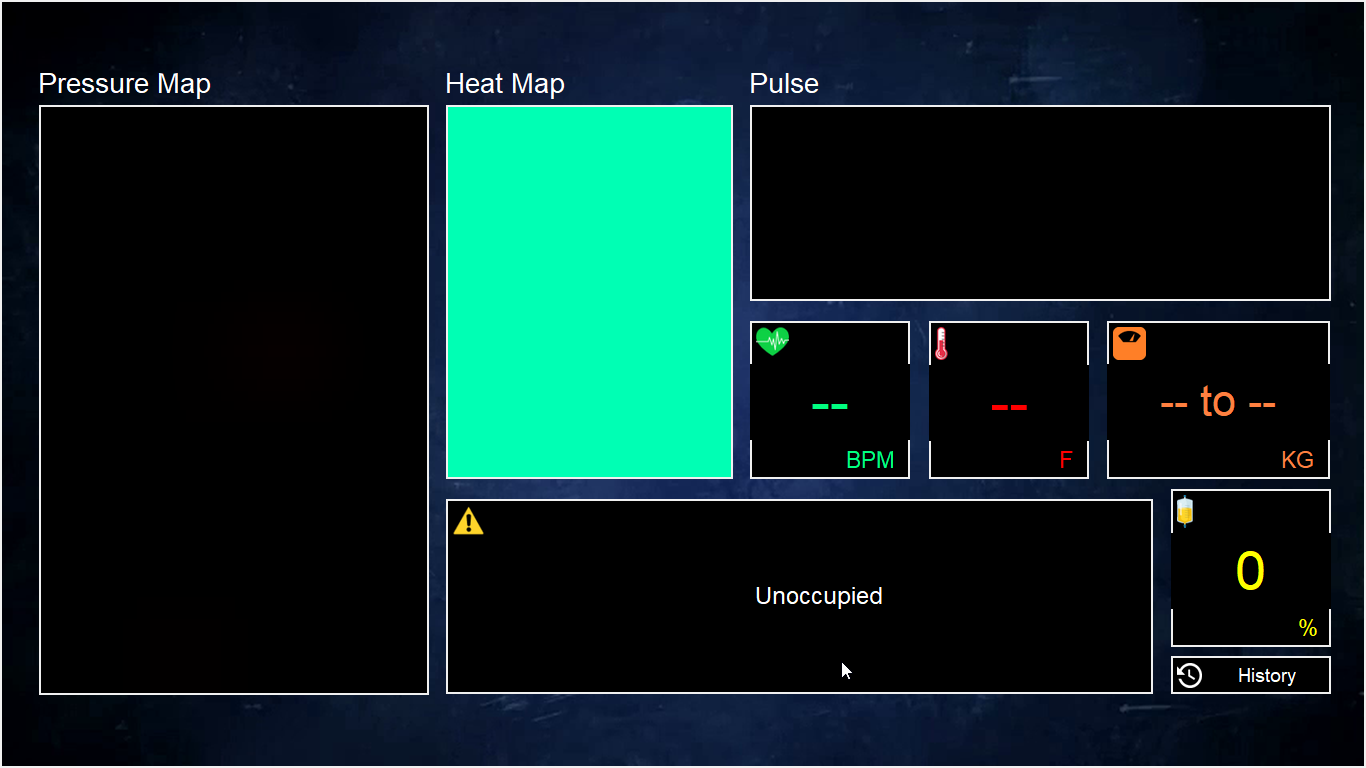 Pressure Map
Heat Map
Pulse
--
BPM
--
F
-- to --
KG
Unoccupied
0
%
History